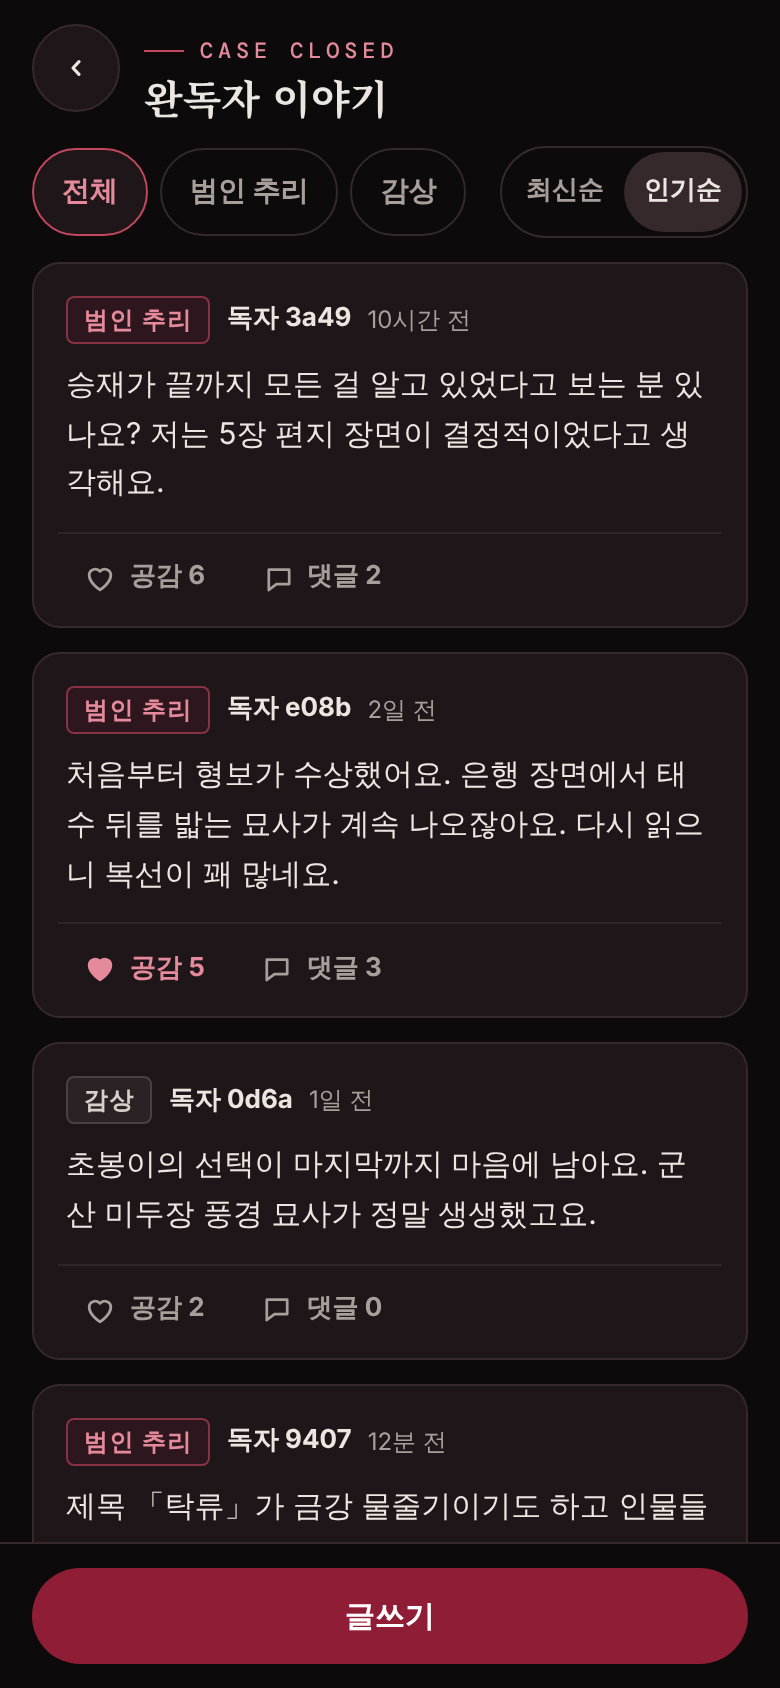 CASE CLOSED
완독자 이야기
전체
범인 추리
감상
최신순
인기순
범인 추리 독자 3a49 10시간 전
승재가 끝까지 모든 걸 알고 있었다고 보는 분 있
나요? 저는 5장 편지 장면이 결정적이었다고 생
각해요.
공감 6 댓글 2
범인 추리 독자 e08b 2일 전
처음부터 형보가 수상했어요. 은행 장면에서 태
수 뒤를 밟는 묘사가 계속 나오잖아요. 다시 읽으
니 복선이 꽤 많네요.
공감 5 댓글 3
감상 독자 0d6a 1일 전
초봉이의 선택이 마지막까지 마음에 남아요. 군
산 미두장 풍경 묘사가 정말 생생했고요.
공감 2 댓글 0
범인 추리 독자 9407 12분 전
제목 「탁류」가 금강 물줄기이기도 하고 인물들
글쓰기